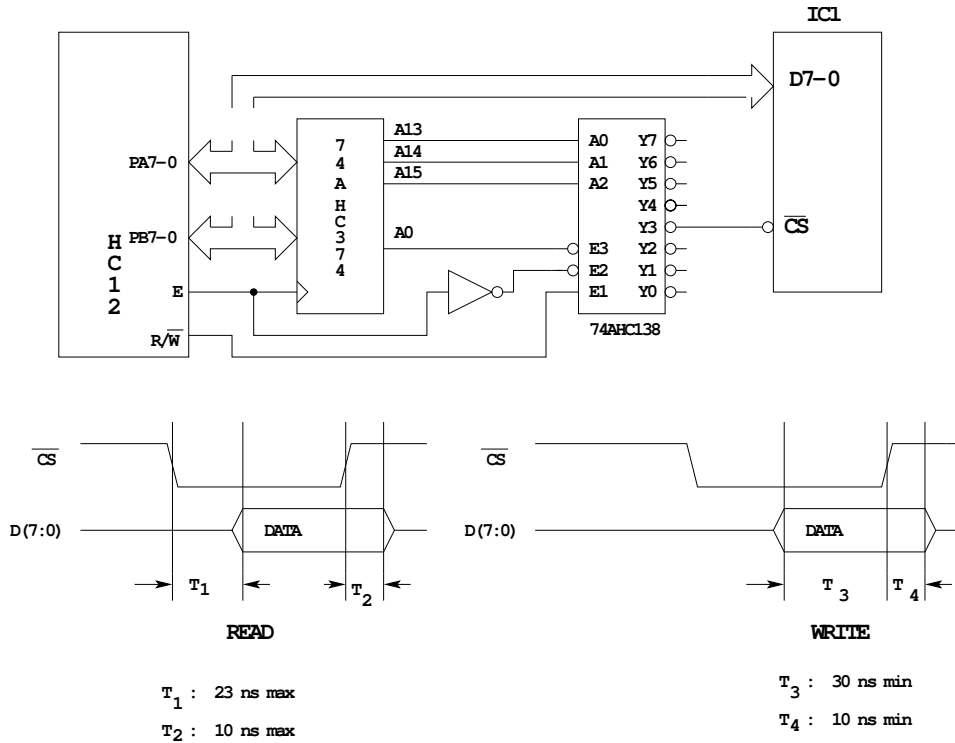 IC1
D7-0
CS
HC12
PA7-0
PB7-0
E
R/W
74AHC374
A13
A14
A15
A0
A0 Y7
A1 Y6
A2 Y5
Y4
Y3
E3 Y2
E2 Y1
E1 Y0
74AHC138
CS
D(7:0)
DATA
T1
T2
READ
T1 : 23 ns max
T2 : 10 ns max
CS
D(7:0)
DATA
T3
T4
WRITE
T3 : 30 ns min
T4 : 10 ns min